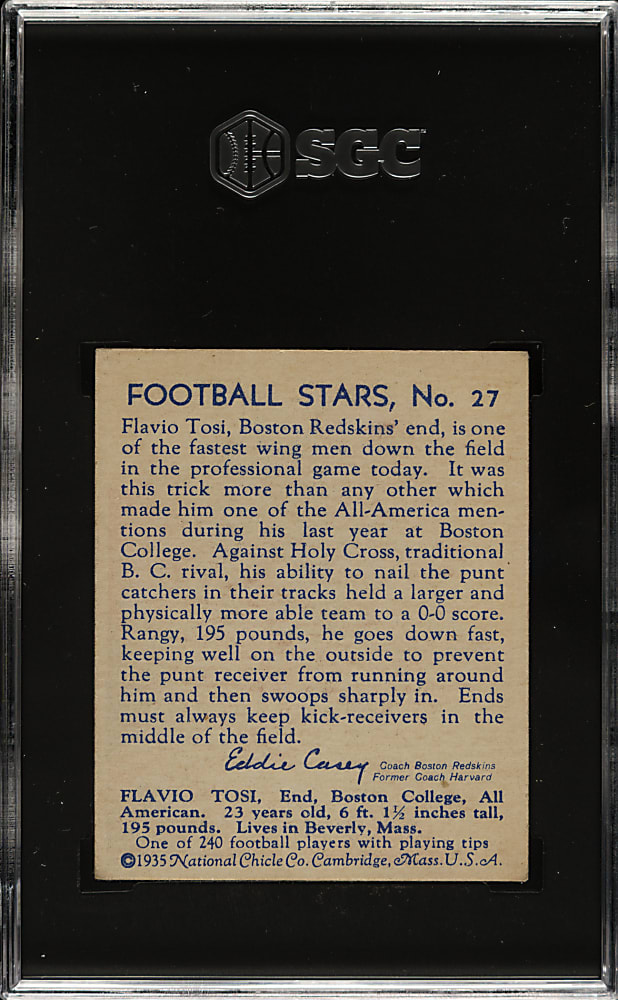 SGC
FOOTBALL STARS, No. 27
Flavio Tosi, Boston Redskins' end, is one
of the fastest wing men down the field
in the professional game today. It was
this trick more than any other which
made him one of the All-America men-
tions during his last year at Boston
College. Against Holy Cross, traditional
B. C. rival, his ability to nail the punt
catchers in their tracks held a larger and
physically more able team to a 0-0 score.
Rangy, 195 pounds, he goes down fast,
keeping well on the outside to prevent
the punt receiver from running around
him and then swoops sharply in. Ends
must always keep kick-receivers in the
middle of the field.
Eddie Casey
Coach Boston Redskins
Former Coach Harvard
FLAVIO TOSI, End, Boston College, All
American. 23 years old, 6 ft. 1½ inches tall,
195 pounds. Lives in Beverly, Mass.
One of 240 football players with playing tips
©1935 National Chicle Co. Cambridge, Mass. U.S.A.